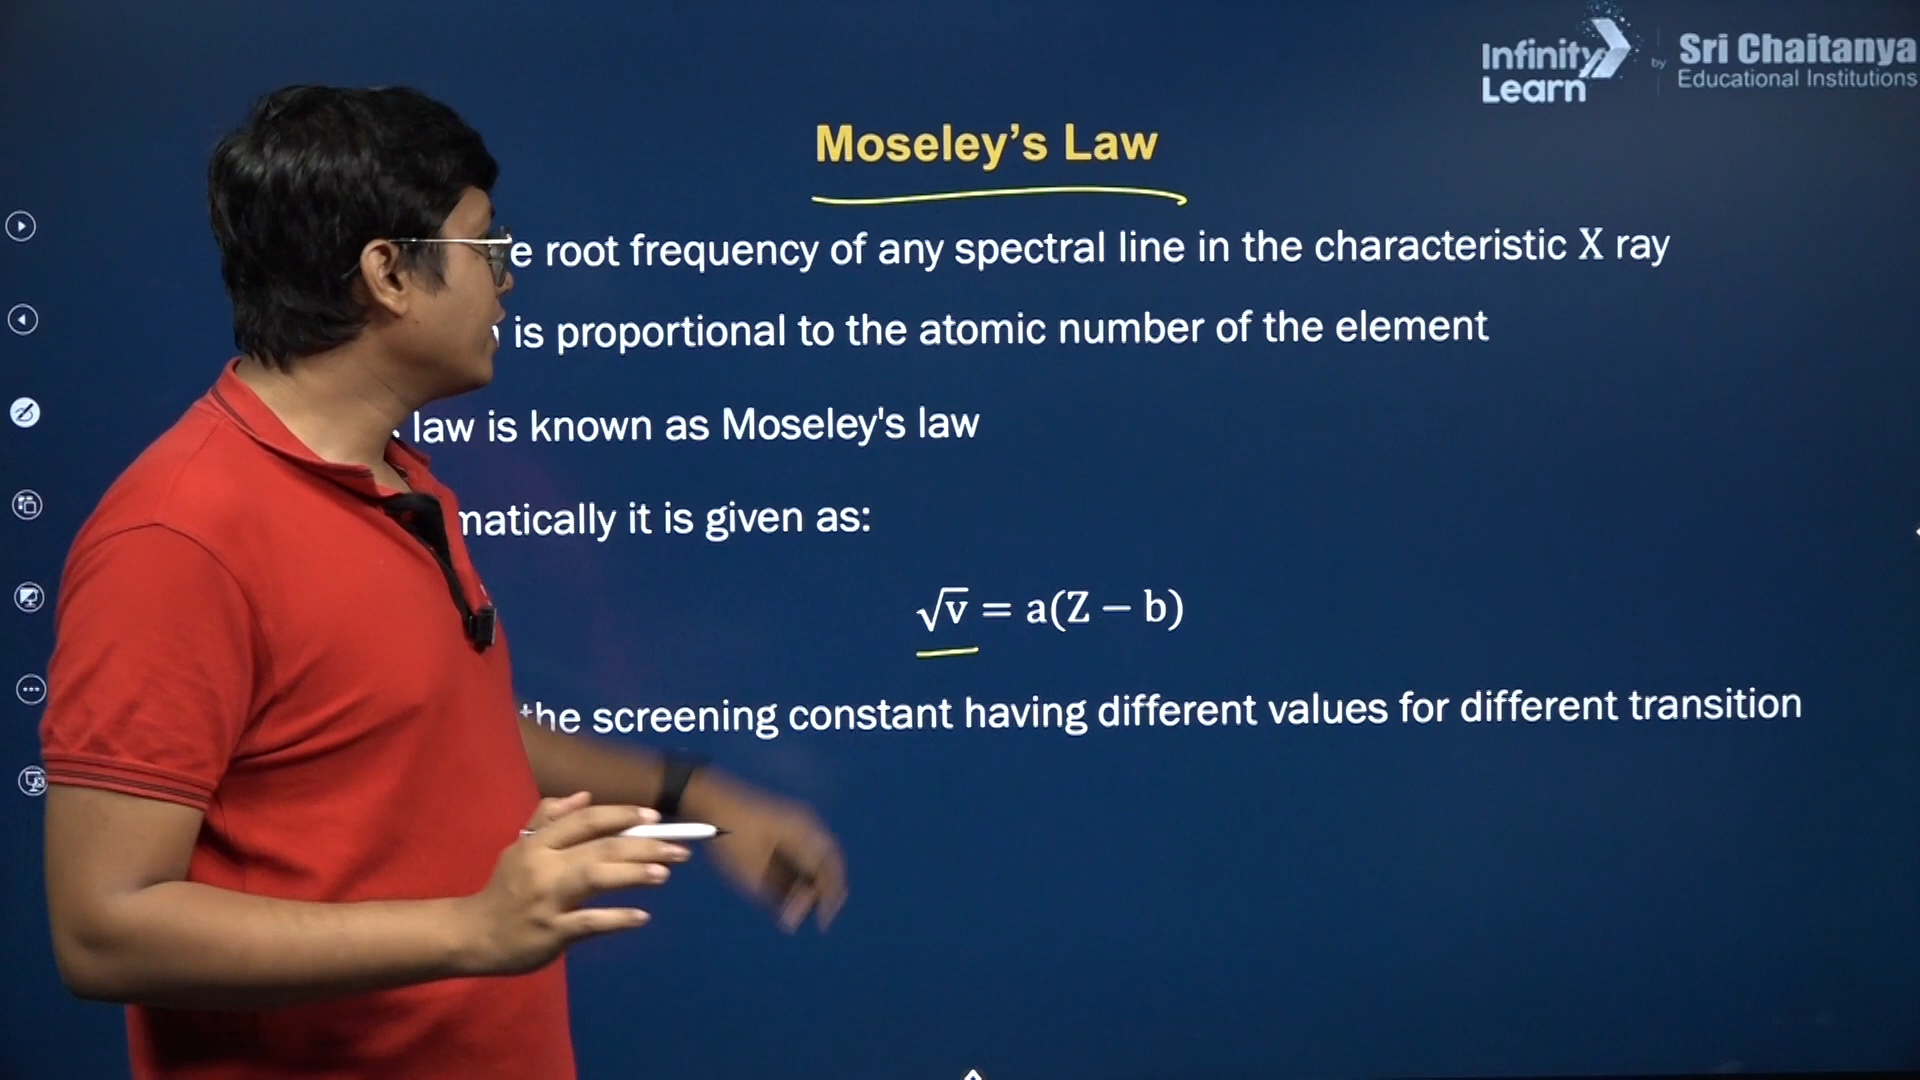 Infinity Learn
by
Sri Chaitanya
Educational Institutions
Moseley's Law
root frequency of any spectral line in the characteristic X ray
is proportional to the atomic number of the element
law is known as Moseley's law
matically it is given as:
√v = a(Z − b)
the screening constant having different values for different transition